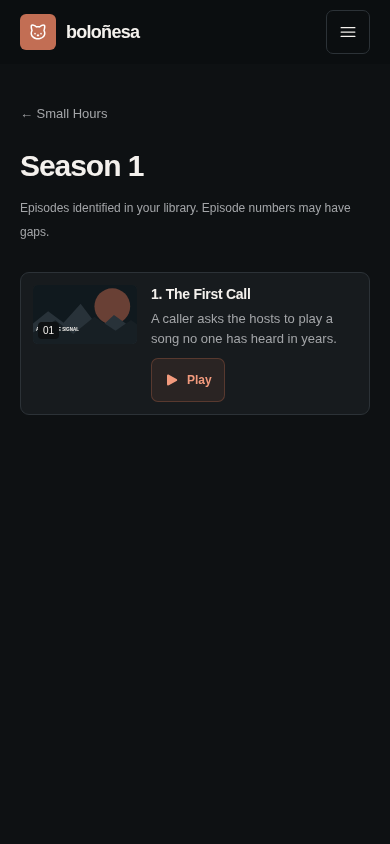 boloñesa
← Small Hours
Season 1
Episodes identified in your library. Episode numbers may have
gaps.
01
SIGNAL
1. The First Call
A caller asks the hosts to play a
song no one has heard in years.
Play